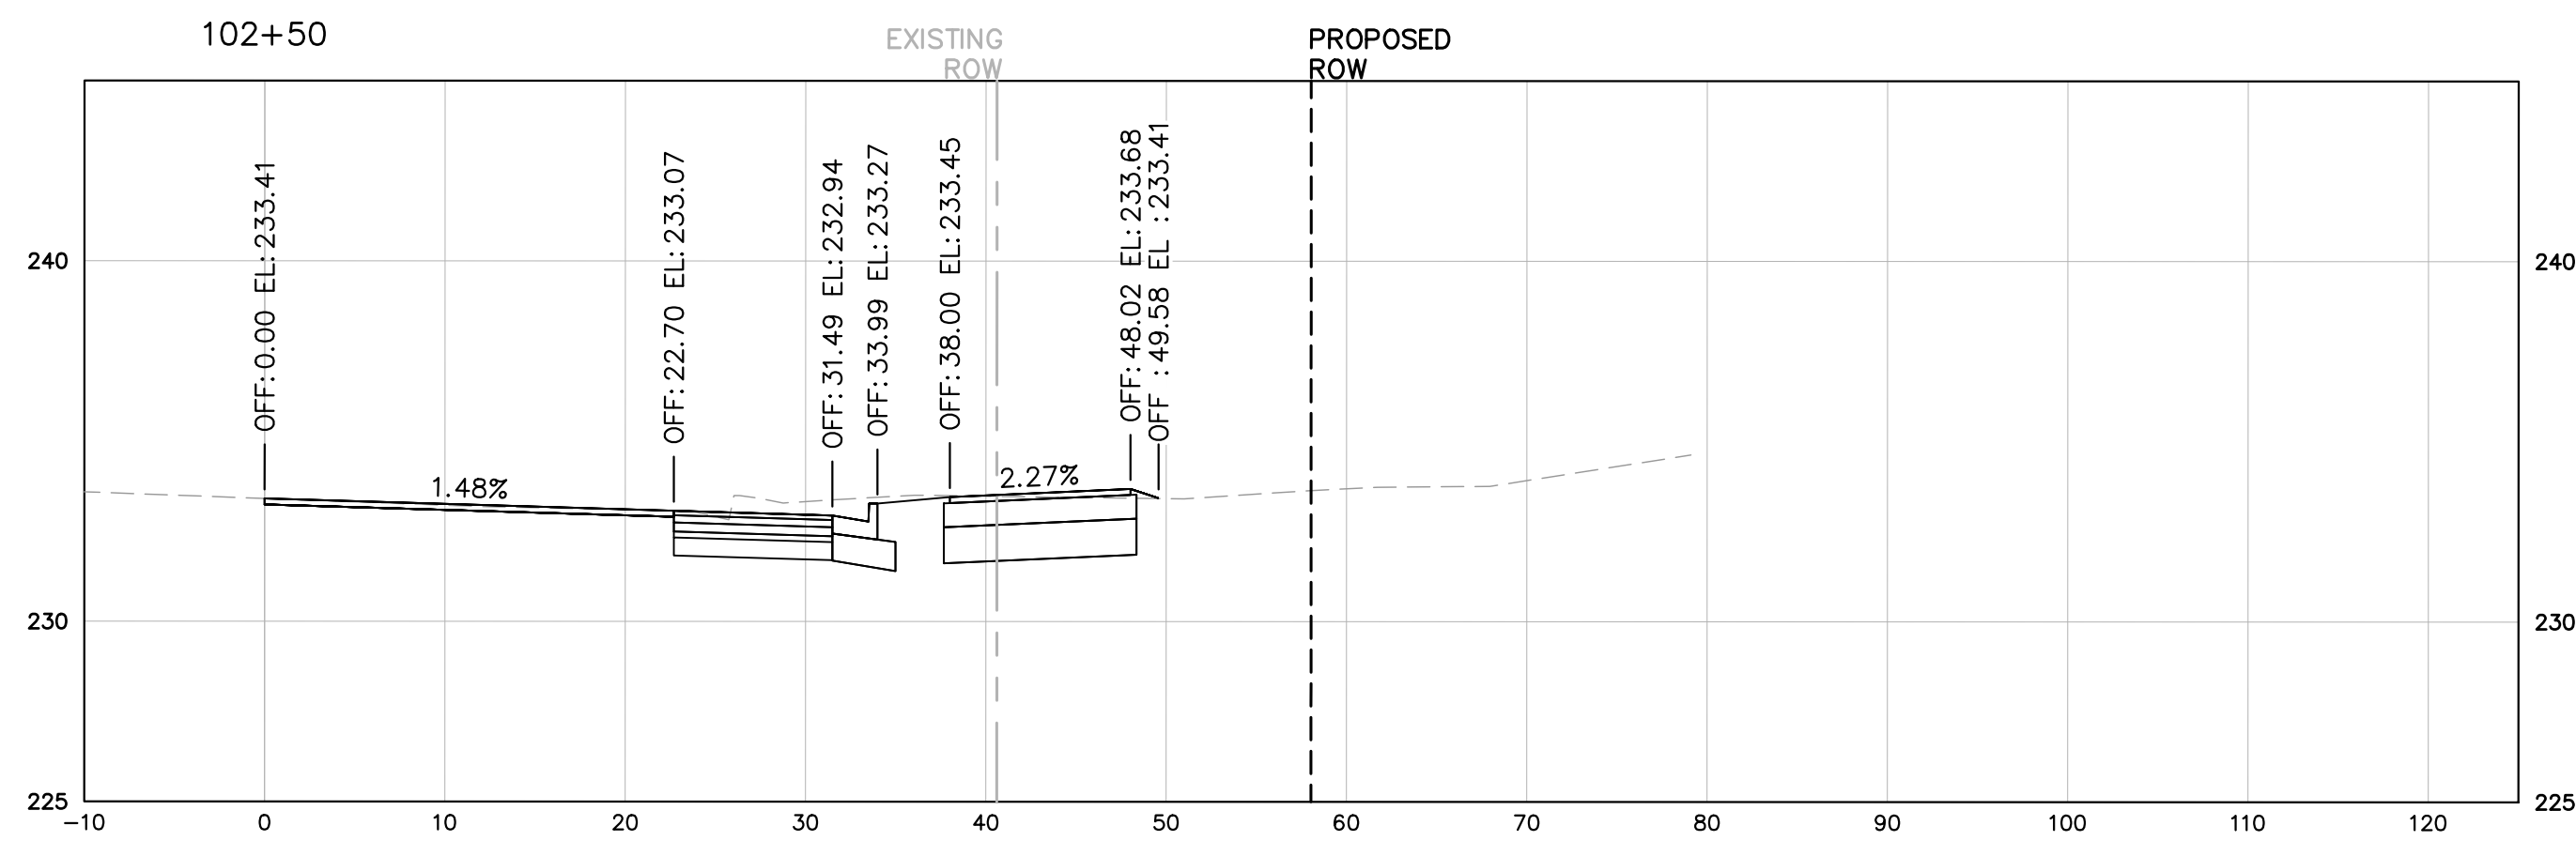 102+50
EXISTING
ROW
PROPOSED
ROW
OFF:0.00 EL:233.41
OFF:22.70 EL:233.07
OFF:31.49 EL:232.94
OFF:33.99 EL:233.27
OFF:38.00 EL:233.45
OFF:48.02 EL:233.68
OFF :49.58 EL :233.41
240
240
1.48%
2.27%
230
230
225
225
-10 0 10 20 30 40 50 60 70 80 90 100 110 120